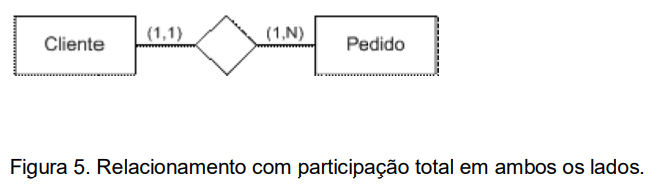 (1,1) (1,N)
Cliente Pedido
Figura 5. Relacionamento com participação total em ambos os lados.